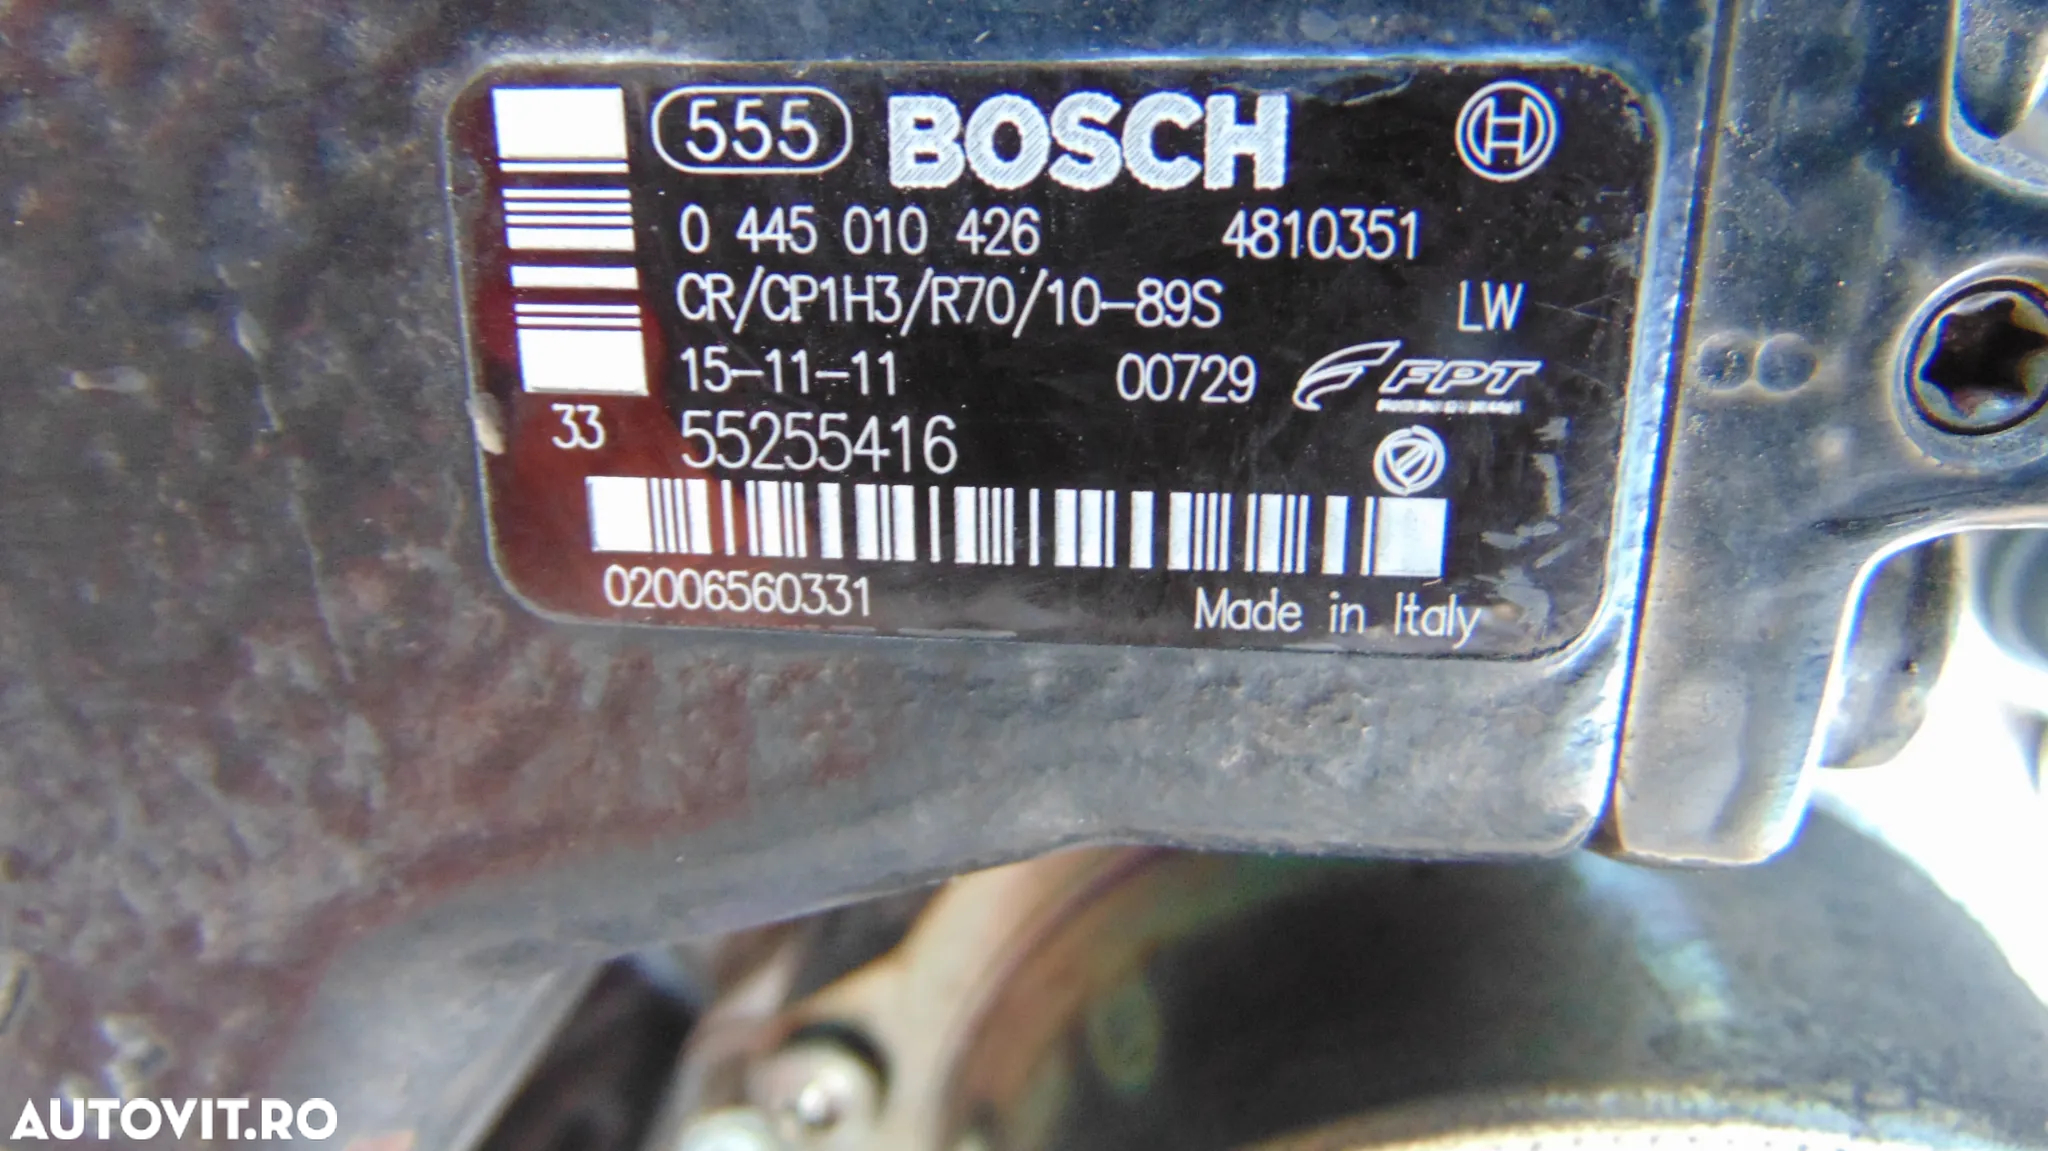 555 BOSCH
0 445 010 426 4810351
CR/CP1H3/R70/10-89S LW
15-11-11 00729 FPT
33 55255416
02006560331 Made in Italy
8
AUTOVIT.RO